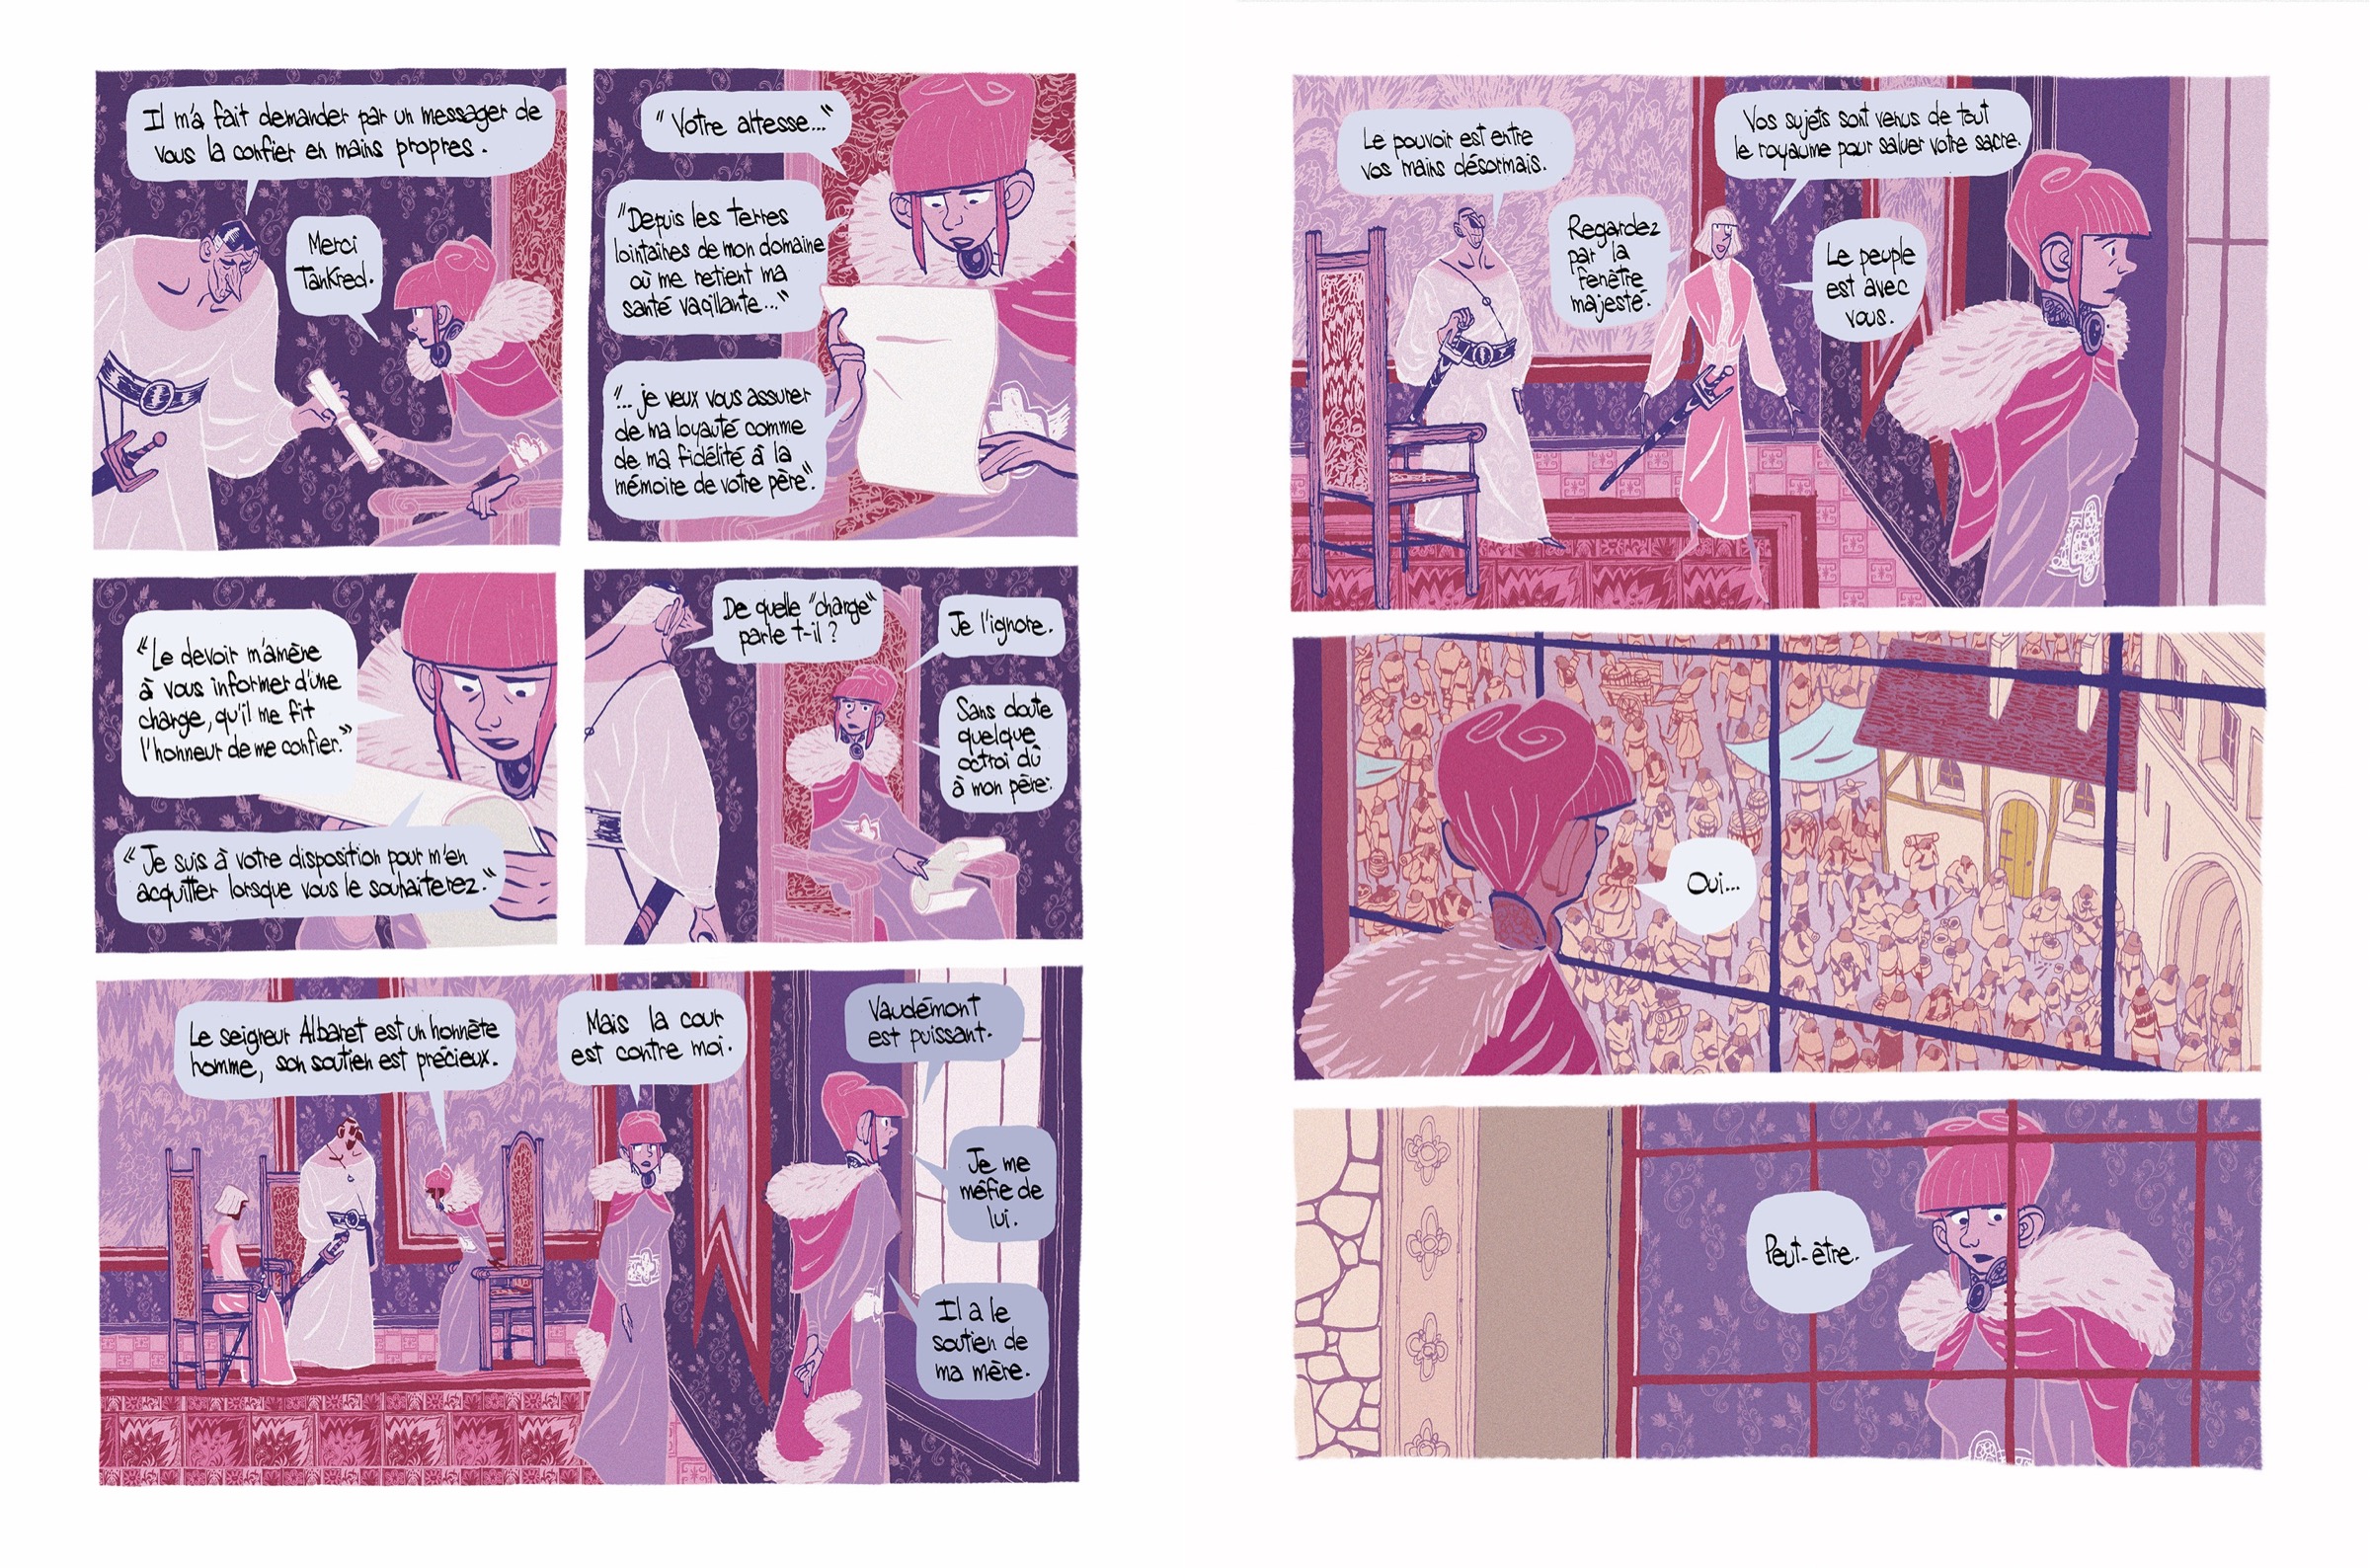 Il m'a fait demander par un messager de
vous la confier en mains propres.
Merci
Tankred.
"Votre altesse..."
"Depuis les terres
lointaines de mon domaine
où me retient ma
santé vacillante..."
"... je veux vous assurer
de ma loyauté comme
de ma fidélité à la
mémoire de votre père."
"Le devoir m'amène
à vous informer d'une
charge, qu'il me fit
l'honneur de me confier."
"Je suis à votre disposition pour m'en
acquitter lorsque vous le souhaiterez."
De quelle "charge"
parle t-il ?
Je l'ignore.
Sans doute
quelque
octroi dû
à mon père.
Le seigneur Albaret est un honnête
homme, son soutien est précieux.
Mais la cour
est contre moi.
Vaudémont
est puissant.
Je me
méfie de
lui.
Il a le
soutien de
ma mère.
Le pouvoir est entre
vos mains désormais.
Regardez
par la
fenêtre
majesté.
Vos sujets sont venus de tout
le royaume pour saluer votre sacre.
Le peuple
est avec
vous.
Oui...
Peut-être.